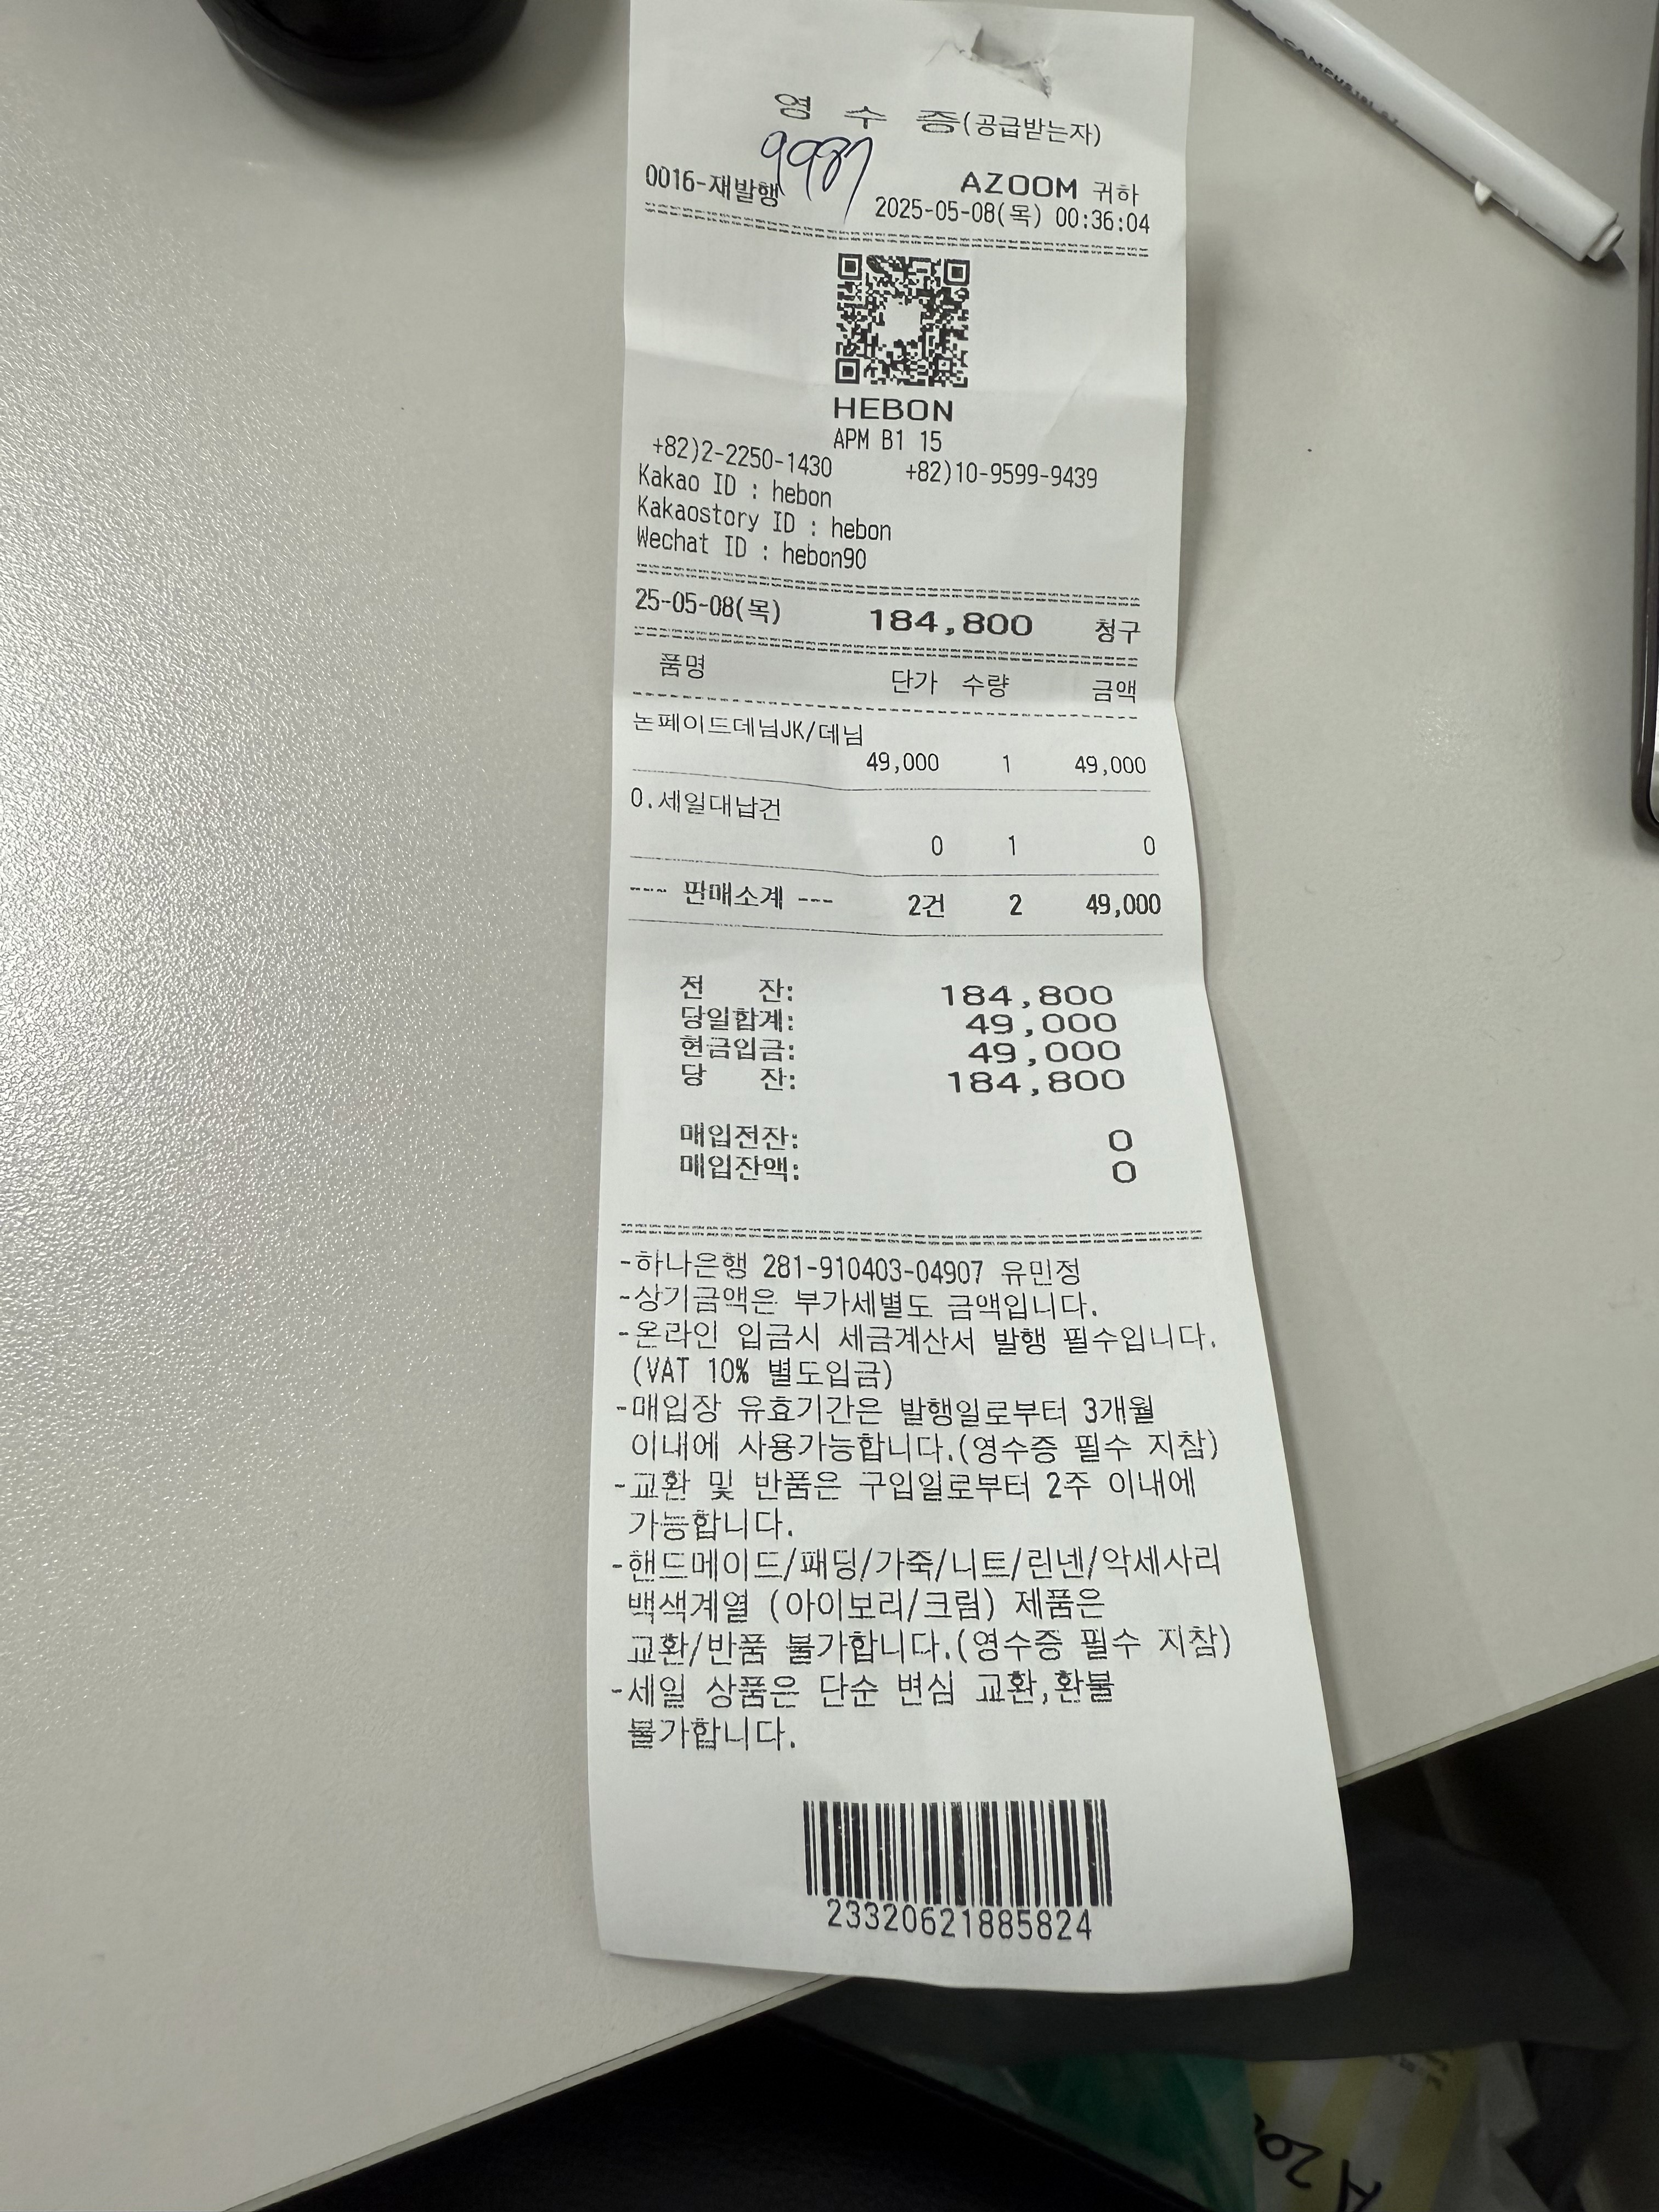 영 수 증(공급받는자)
9987
AZOOM 귀하
0016-재발행
2025-05-08(목) 00:36:04
HEBON
APM B1 15
+82)2-2250-1430 +82)10-9599-9439
Kakao ID : hebon
Kakaostory ID : hebon
Wechat ID : hebon90
25-05-08(목) 184,800 청구
품명 단가 수량 금액
논페이드데님JK/데님
49,000 1 49,000
0.세일대납건
0 1 0
---- 판매소계 --- 2건 2 49,000
전 잔: 184,800
당일합계: 49,000
현금입금: 49,000
당 잔: 184,800
매입전잔: 0
매입잔액: 0
-하나은행 281-910403-04907 유민정
-상기금액은 부가세별도 금액입니다.
-온라인 입금시 세금계산서 발행 필수입니다.
(VAT 10% 별도입금)
-매입장 유효기간은 발행일로부터 3개월
이내에 사용가능합니다.(영수증 필수 지참)
-교환 및 반품은 구입일로부터 2주 이내에
가능합니다.
-핸드메이드/패딩/가죽/니트/린넨/악세사리
백색계열 (아이보리/크림) 제품은
교환/반품 불가합니다.(영수증 필수 지참)
-세일 상품은 단순 변심 교환,환불
불가합니다.
23320621885824